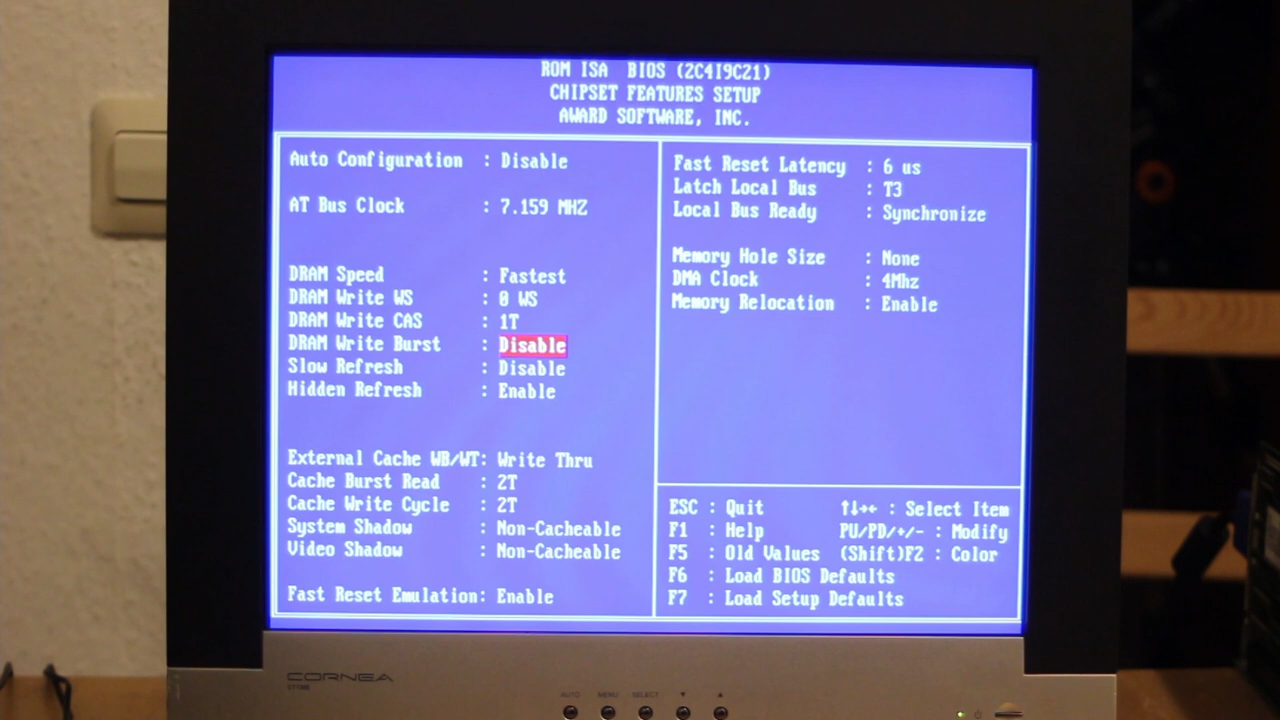 ROM ISA BIOS (2C4I9C21)
CHIPSET FEATURES SETUP
AWARD SOFTWARE, INC.
Auto Configuration : Disable
AT Bus Clock : 7.159 MHZ
DRAM Speed : Fastest
DRAM Write WS : 0 WS
DRAM Write CAS : 1T
DRAM Write Burst : Disable
Slow Refresh : Disable
Hidden Refresh : Enable
External Cache WB/WT: Write Thru
Cache Burst Read : 2T
Cache Write Cycle : 2T
System Shadow : Non-Cacheable
Video Shadow : Non-Cacheable
Fast Reset Emulation: Enable
Fast Reset Latency : 6 us
Latch Local Bus : T3
Local Bus Ready : Synchronize
Memory Hole Size : None
DMA Clock : 4Mhz
Memory Relocation : Enable
ESC : Quit ↑↓→← : Select Item
F1 : Help PU/PD/+/- : Modify
F5 : Old Values (Shift)F2 : Color
F6 : Load BIOS Defaults
F7 : Load Setup Defaults
CORNEA
AUTO MENU SELECT ▼ ▲